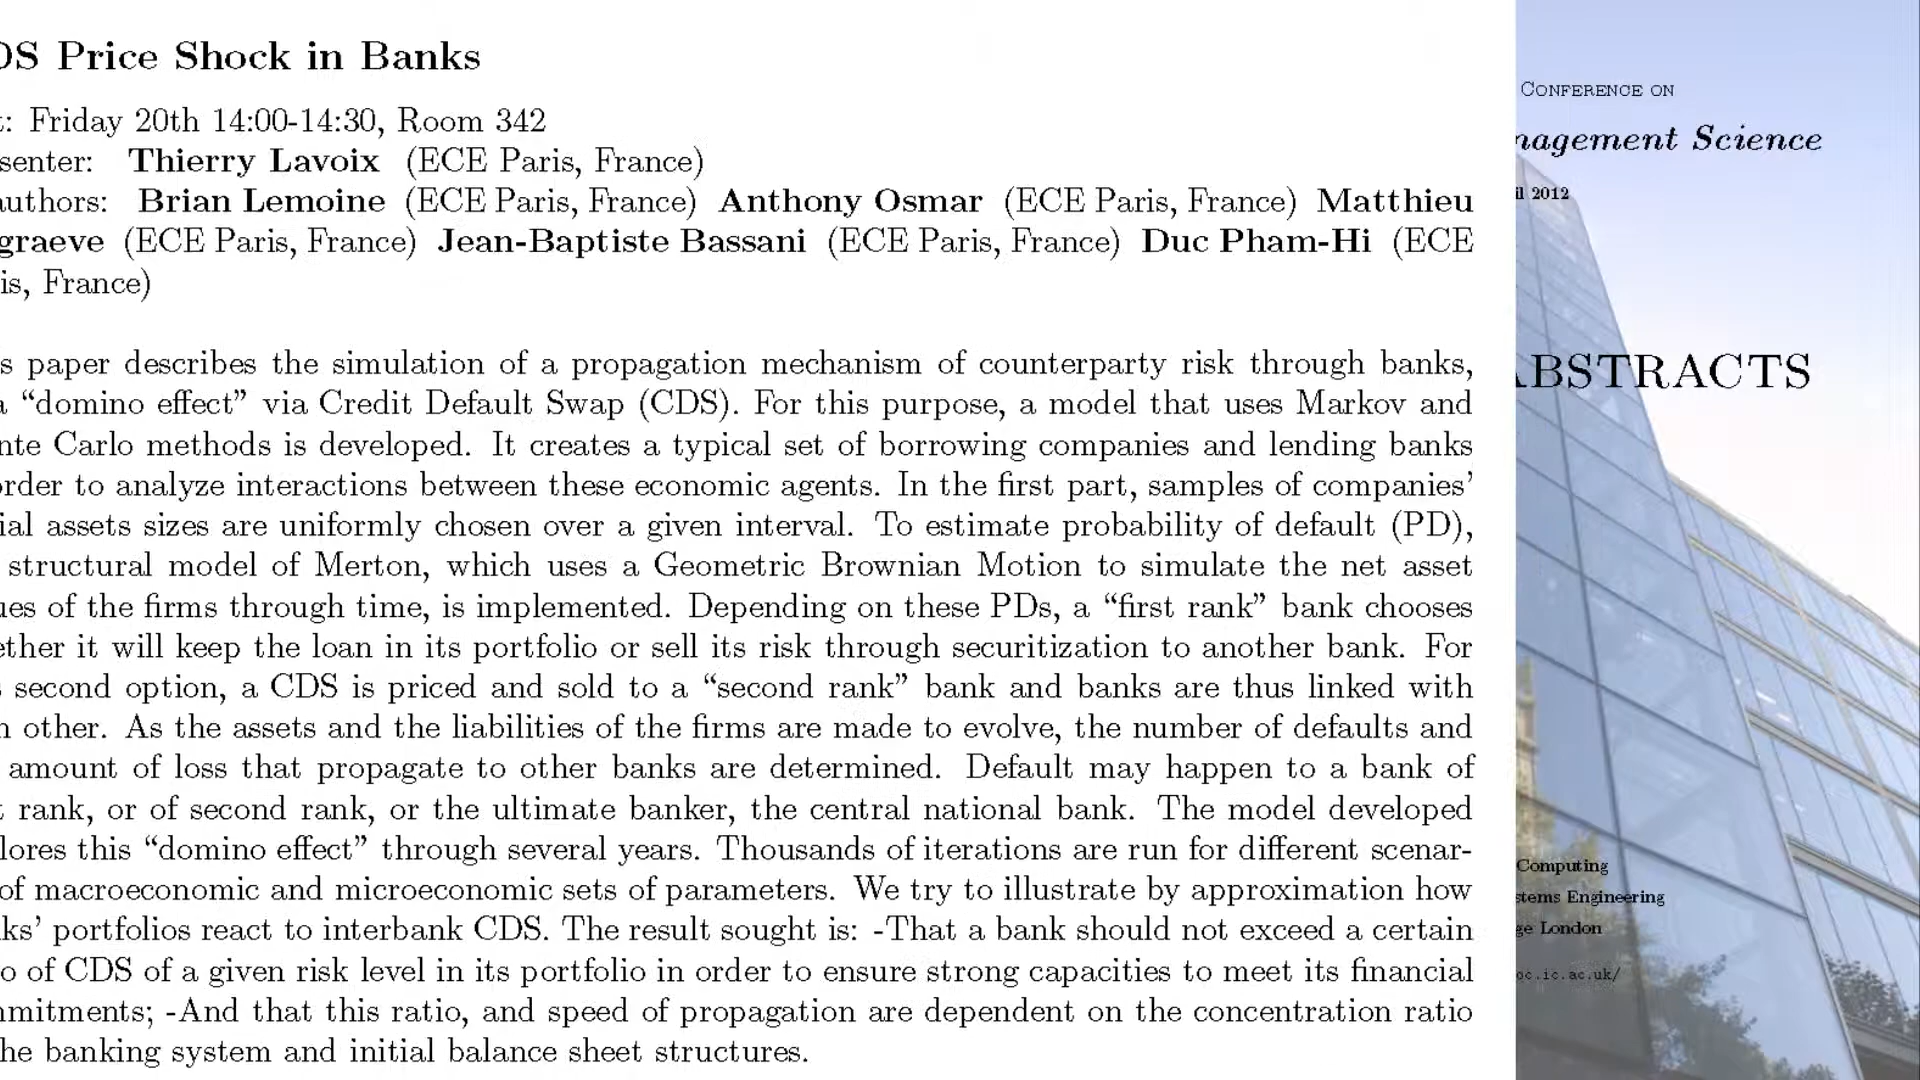 DS Price Shock in Banks
t: Friday 20th 14:00-14:30, Room 342
senter: Thierry Lavoix (ECE Paris, France)
authors: Brian Lemoine (ECE Paris, France) Anthony Osmar (ECE Paris, France) Matthieu
graeve (ECE Paris, France) Jean-Baptiste Bassani (ECE Paris, France) Duc Pham-Hi (ECE
is, France)
s paper describes the simulation of a propagation mechanism of counterparty risk through banks,
a “domino effect” via Credit Default Swap (CDS). For this purpose, a model that uses Markov and
nte Carlo methods is developed. It creates a typical set of borrowing companies and lending banks
order to analyze interactions between these economic agents. In the first part, samples of companies’
ial assets sizes are uniformly chosen over a given interval. To estimate probability of default (PD),
structural model of Merton, which uses a Geometric Brownian Motion to simulate the net asset
ues of the firms through time, is implemented. Depending on these PDs, a “first rank” bank chooses
ether it will keep the loan in its portfolio or sell its risk through securitization to another bank. For
s second option, a CDS is priced and sold to a “second rank” bank and banks are thus linked with
h other. As the assets and the liabilities of the firms are made to evolve, the number of defaults and
amount of loss that propagate to other banks are determined. Default may happen to a bank of
t rank, or of second rank, or the ultimate banker, the central national bank. The model developed
lores this “domino effect” through several years. Thousands of iterations are run for different scenar-
of macroeconomic and microeconomic sets of parameters. We try to illustrate by approximation how
ks’ portfolios react to interbank CDS. The result sought is: -That a bank should not exceed a certain
o of CDS of a given risk level in its portfolio in order to ensure strong capacities to meet its financial
mmitments; -And that this ratio, and speed of propagation are dependent on the concentration ratio
he banking system and initial balance sheet structures.
CONFERENCE ON
nagement Science
il 2012
ABSTRACTS
Computing
stems Engineering
ge London
oc.ic.ac.uk/